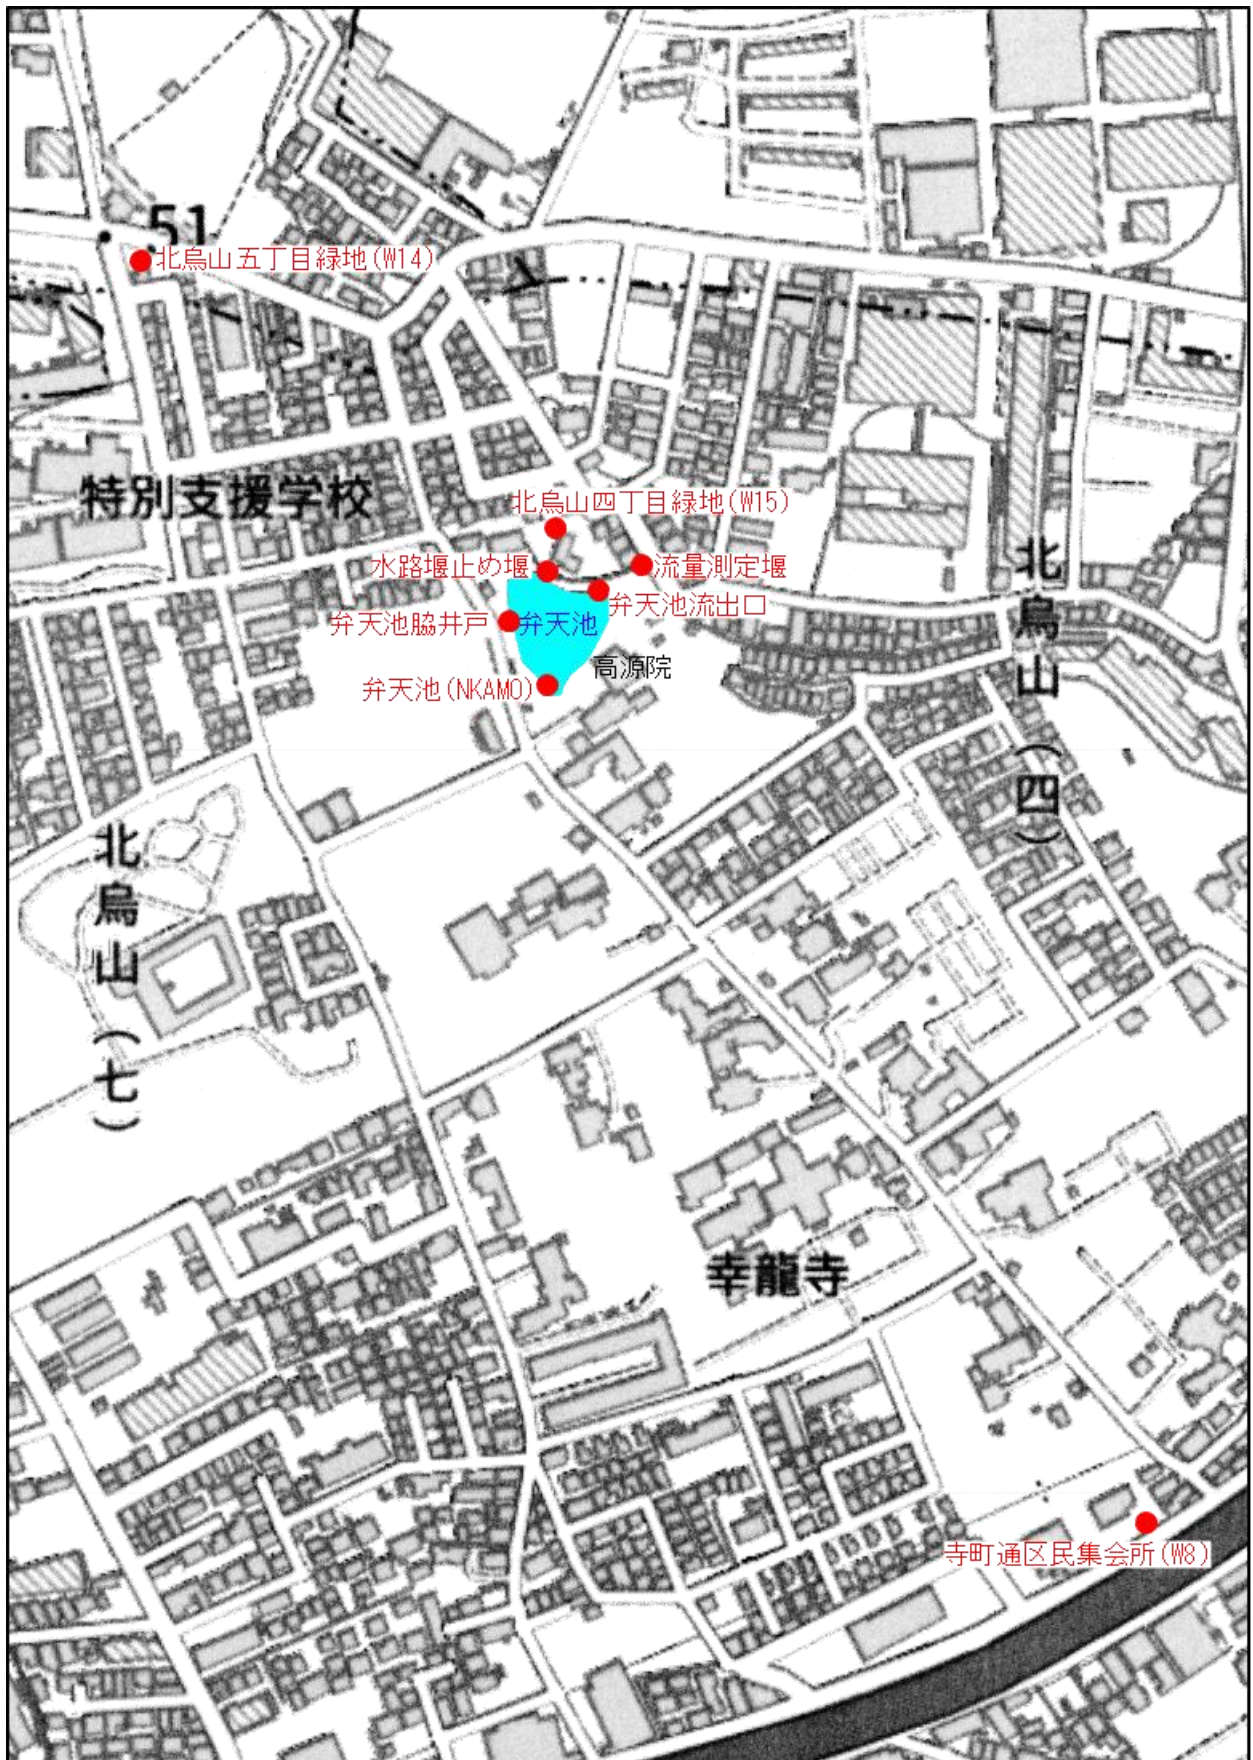 51
北烏山五丁目緑地(W14)
特別支援学校
北烏山四丁目緑地(W15)
水路堰止め堰
流量測定堰
弁天池流出口
弁天池脇井戸
弁天池
高源院
弁天池(NKAMO)
北烏山（四）
北烏山（七）
幸龍寺
寺町通区民集会所(W8)